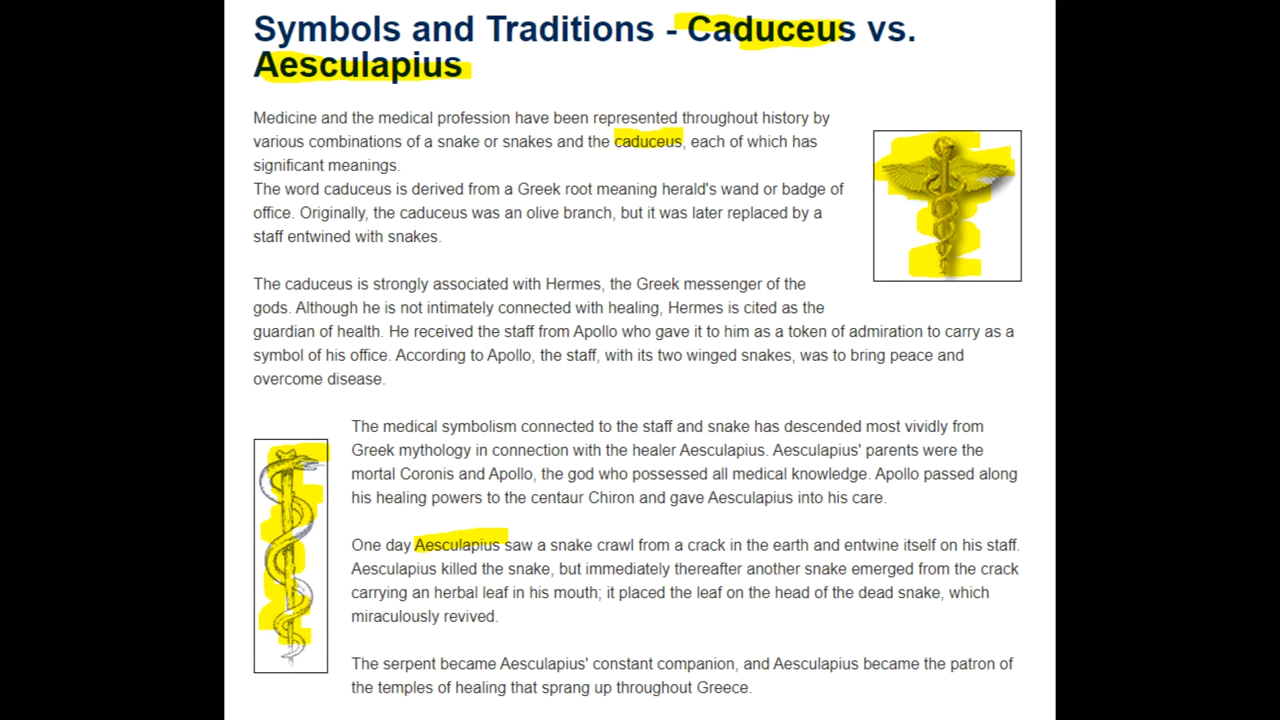 Symbols and Traditions - Caduceus vs.
Aesculapius
Medicine and the medical profession have been represented throughout history by
various combinations of a snake or snakes and the caduceus, each of which has
significant meanings.
The word caduceus is derived from a Greek root meaning herald's wand or badge of
office. Originally, the caduceus was an olive branch, but it was later replaced by a
staff entwined with snakes.
The caduceus is strongly associated with Hermes, the Greek messenger of the
gods. Although he is not intimately connected with healing, Hermes is cited as the
guardian of health. He received the staff from Apollo who gave it to him as a token of admiration to carry as a
symbol of his office. According to Apollo, the staff, with its two winged snakes, was to bring peace and
overcome disease.
The medical symbolism connected to the staff and snake has descended most vividly from
Greek mythology in connection with the healer Aesculapius. Aesculapius' parents were the
mortal Coronis and Apollo, the god who possessed all medical knowledge. Apollo passed along
his healing powers to the centaur Chiron and gave Aesculapius into his care.
One day Aesculapius saw a snake crawl from a crack in the earth and entwine itself on his staff.
Aesculapius killed the snake, but immediately thereafter another snake emerged from the crack
carrying an herbal leaf in his mouth; it placed the leaf on the head of the dead snake, which
miraculously revived.
The serpent became Aesculapius' constant companion, and Aesculapius became the patron of
the temples of healing that sprang up throughout Greece.